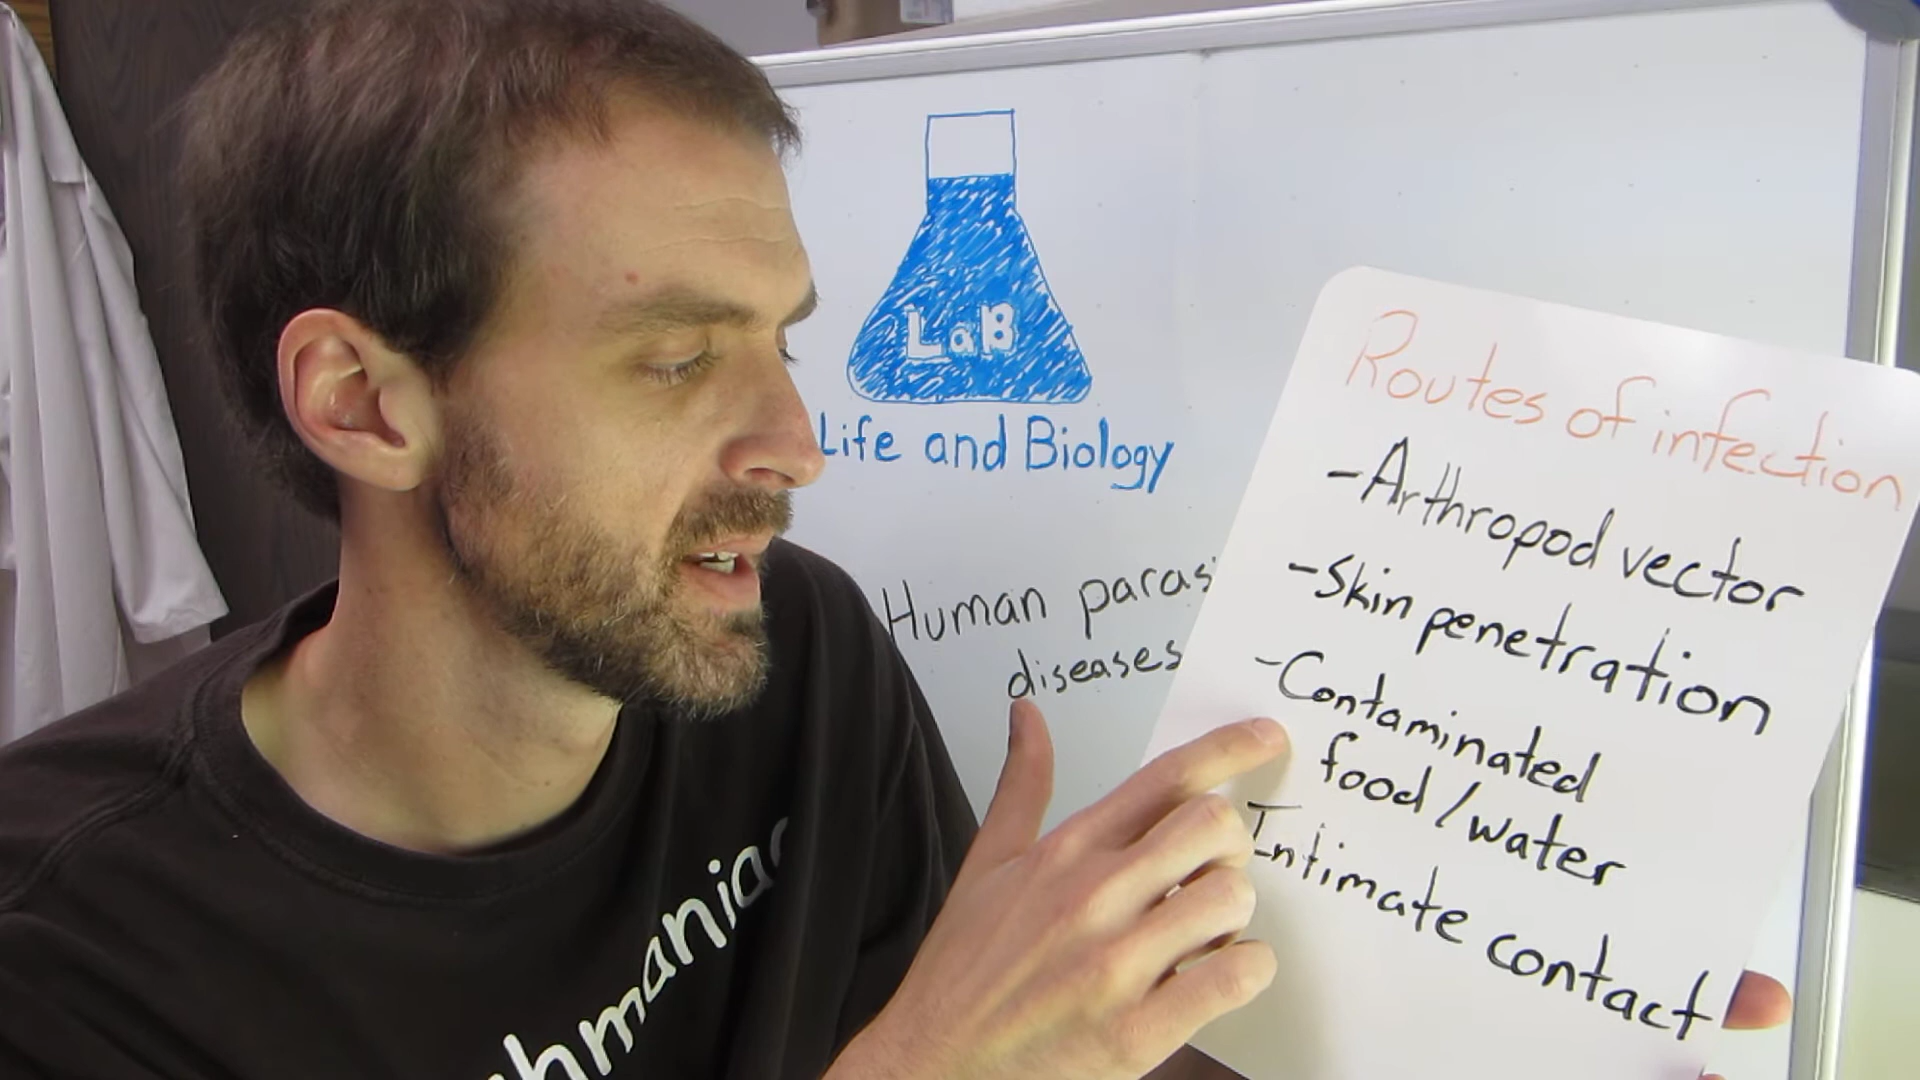 LaB
Life and Biology
Human paras
diseases
Routes of infection
-Arthropod vector
-Skin penetration
-Contaminated
food/water
Intimate contact
hmaniac